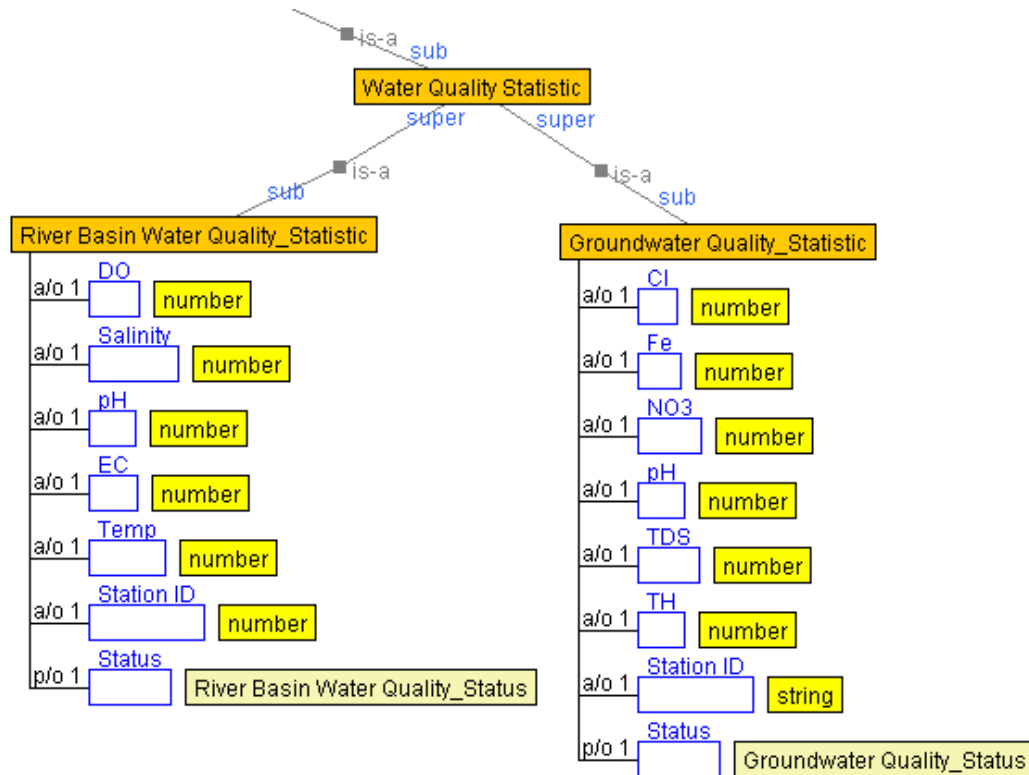 is-a
sub
Water Quality Statistic
super
super
is-a
is-a
sub
sub
River Basin Water Quality_Statistic
a/o 1 DO number
a/o 1 Salinity number
a/o 1 pH number
a/o 1 EC number
a/o 1 Temp number
a/o 1 Station ID number
p/o 1 Status River Basin Water Quality_Status
Groundwater Quality_Statistic
a/o 1 Cl number
a/o 1 Fe number
a/o 1 NO3 number
a/o 1 pH number
a/o 1 TDS number
a/o 1 TH number
a/o 1 Station ID string
p/o 1 Status Groundwater Quality_Status